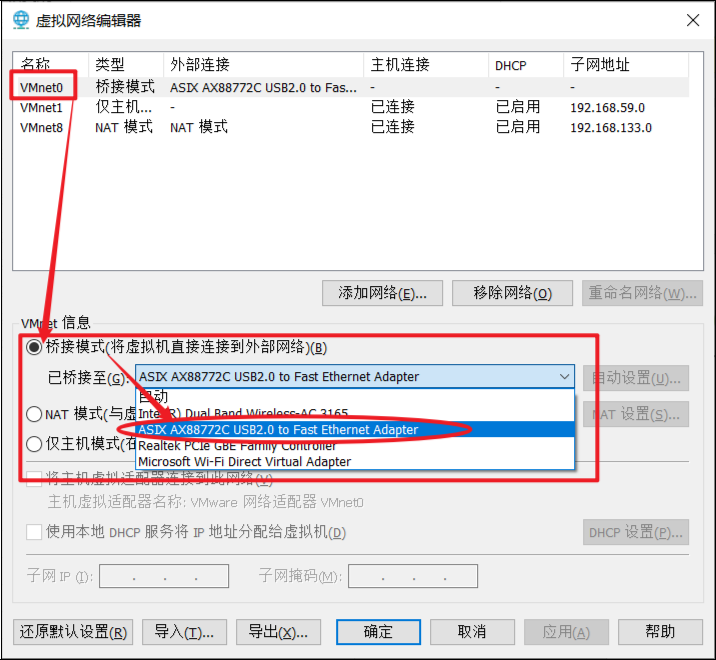 虚拟网络编辑器
名称 类型 外部连接 主机连接 DHCP 子网地址
VMnet0 桥接模式 ASIX AX88772C USB2.0 to Fas... - - -
VMnet1 仅主机... - 已连接 已启用 192.168.59.0
VMnet8 NAT 模式 NAT 模式 已连接 已启用 192.168.133.0
添加网络(E)... 移除网络(O) 重命名网络(W)...
VMnet 信息
桥接模式(将虚拟机直接连接到外部网络)(B)
已桥接至(G): ASIX AX88772C USB2.0 to Fast Ethernet Adapter 自动设置(U)...
自动
NAT 模式(与虚 Intel(R) Dual Band Wireless-AC 3165 NAT 设置(S)...
ASIX AX88772C USB2.0 to Fast Ethernet Adapter
仅主机模式(在 Realtek PCIe GBE Family Controller
Microsoft Wi-Fi Direct Virtual Adapter
将主机虚拟适配器连接到此网络(V)
主机虚拟适配器名称: VMware 网络适配器 VMnet0
使用本地 DHCP 服务将 IP 地址分配给虚拟机(D) DHCP 设置(P)...
子网 IP (I): . . . 子网掩码(M): . . .
还原默认设置(R) 导入(T)... 导出(X)... 确定 取消 应用(A) 帮助